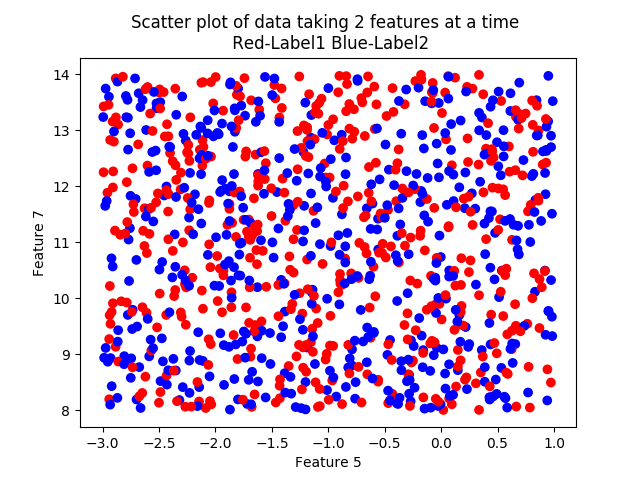 Scatter plot of data taking 2 features at a time
Red-Label1 Blue-Label2
14
13
12
11
10
9
8
Feature 7
−3.0 −2.5 −2.0 −1.5 −1.0 −0.5 0.0 0.5 1.0
Feature 5